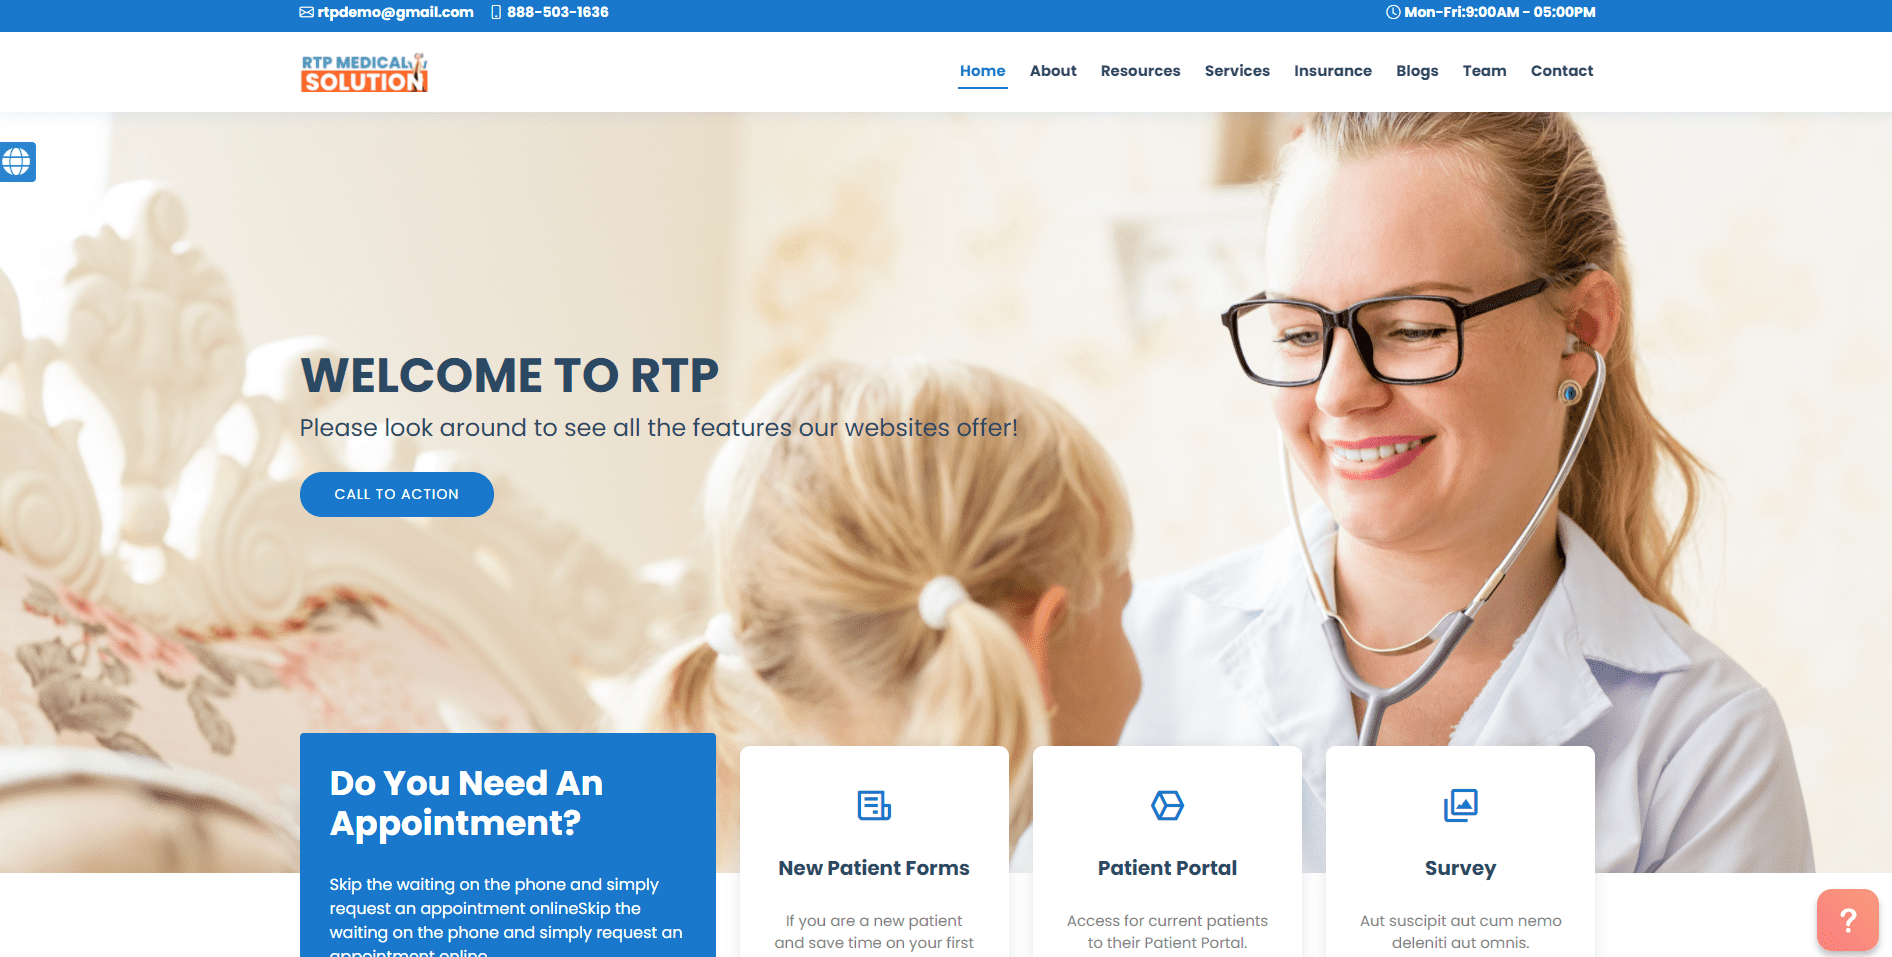 rtpdemo@gmail.com 888-503-1636 Mon-Fri:9:00AM - 05:00PM
RTP MEDICAL
SOLUTION
Home About Resources Services Insurance Blogs Team Contact
WELCOME TO RTP
Please look around to see all the features our websites offer!
CALL TO ACTION
Do You Need An
Appointment?
Skip the waiting on the phone and simply
request an appointment onlineSkip the
waiting on the phone and simply request an
appointment online
New Patient Forms
If you are a new patient
and save time on your first
Patient Portal
Access for current patients
to their Patient Portal.
Survey
Aut suscipit aut cum nemo
deleniti aut omnis.
?